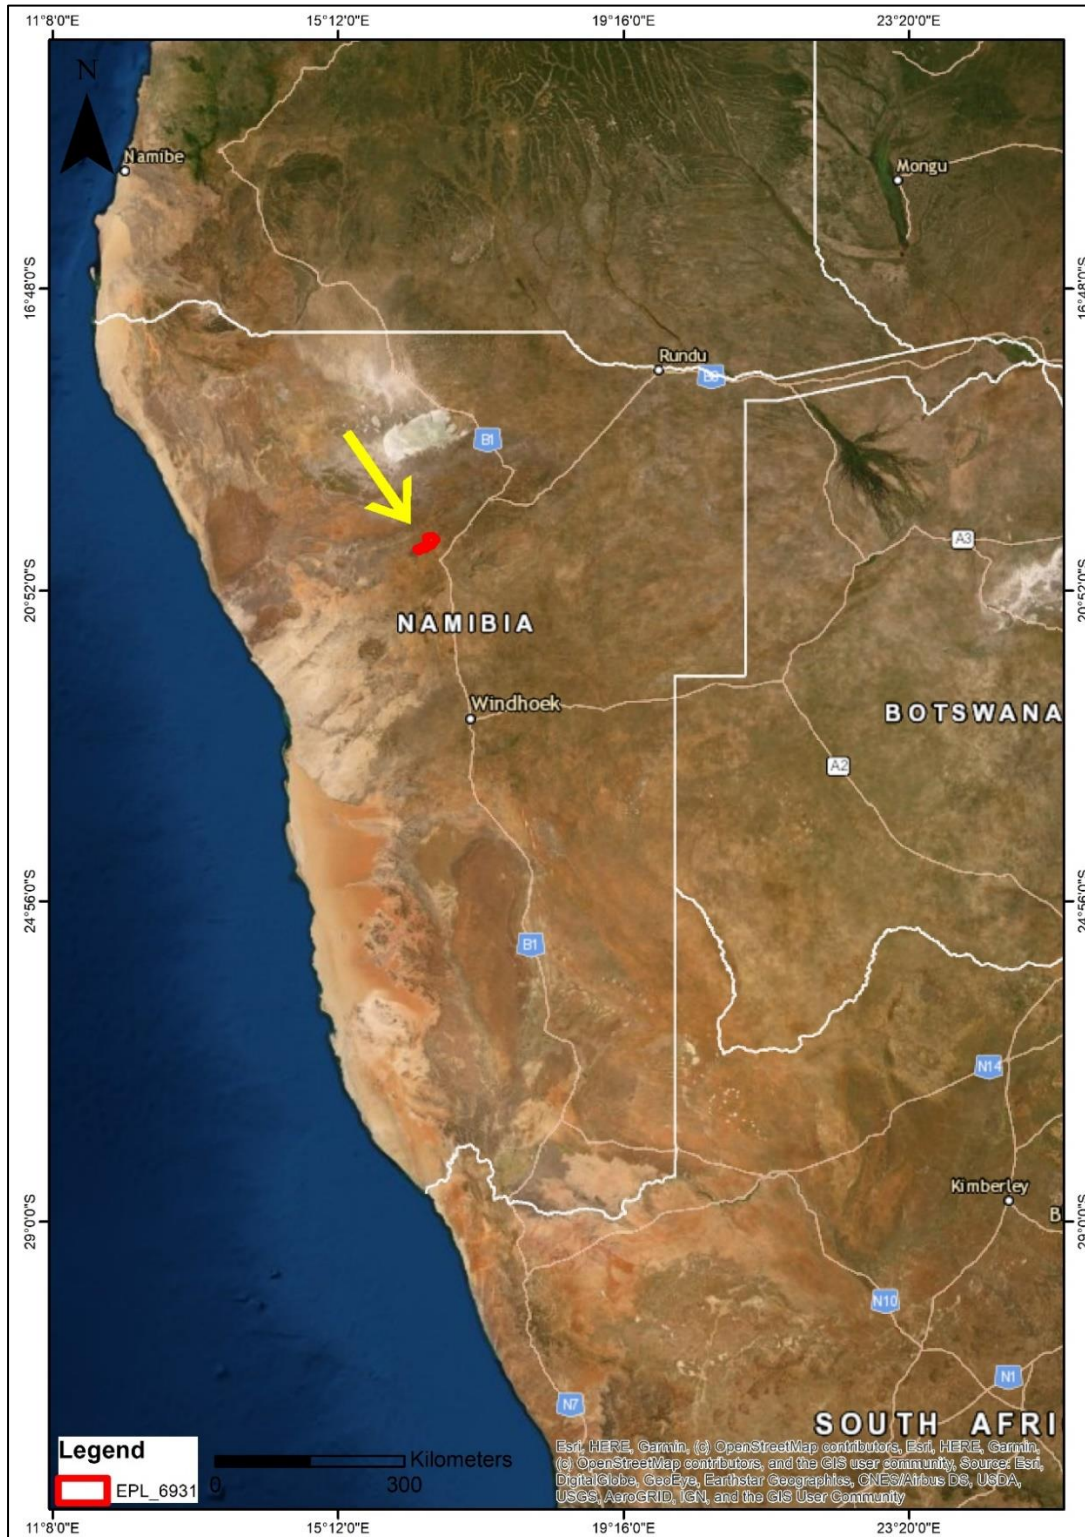 11°8'0"E 15°12'0"E 19°16'0"E 23°20'0"E
N
Namibe
Mongu
16°48'0"S 16°48'0"S
Rundu
B8
B1
A3
20°52'0"S 20°52'0"S
NAMIBIA
Windhoek
BOTSWANA
A2
24°56'0"S 24°56'0"S
B1
N14
Kimberley
B
29°0'0"S 29°0'0"S
N10
N1
N7
SOUTH AFRI
Legend
EPL_6931
Kilometers
0 300
Esri, HERE, Garmin, (c) OpenStreetMap contributors, Esri, HERE, Garmin,
(c) OpenStreetMap contributors, and the GIS user community, Source: Esri,
DigitalGlobe, GeoEye, Earthstar Geographics, CNES/Airbus DS, USDA,
USGS, AeroGRID, IGN, and the GIS User Community
11°8'0"E 15°12'0"E 19°16'0"E 23°20'0"E